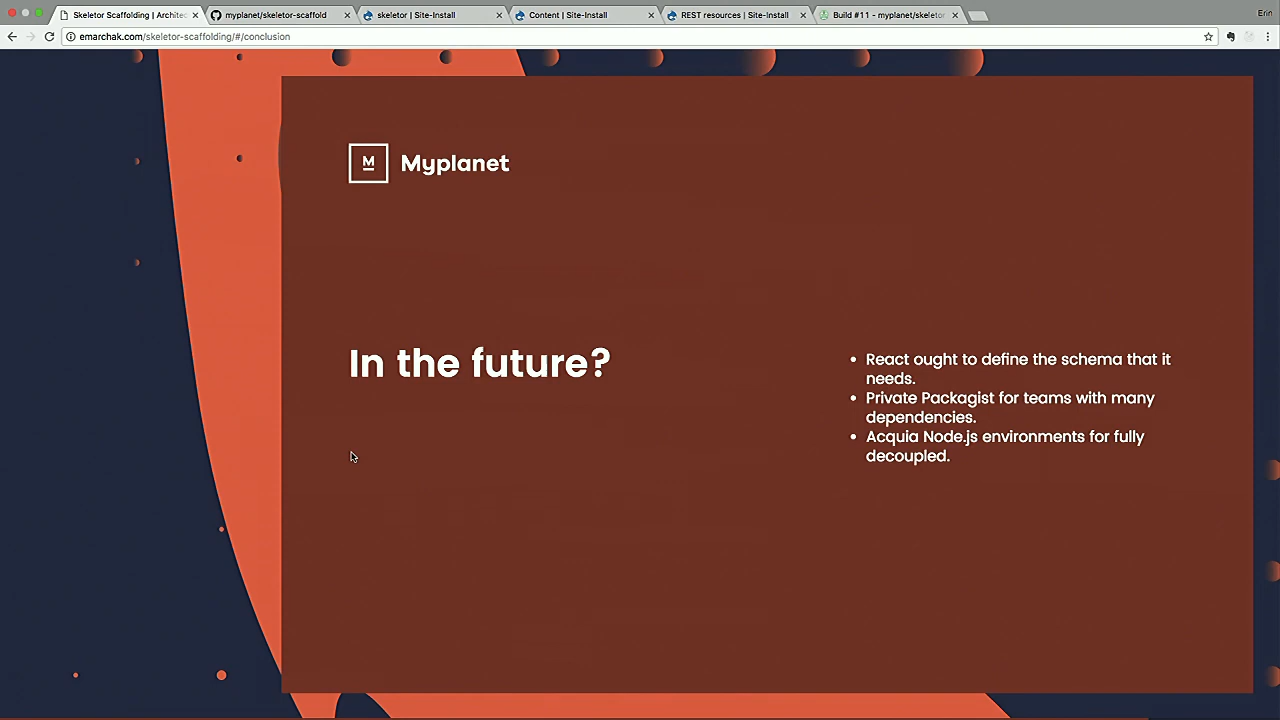 Skeletor Scaffolding | Architec
myplanet/skeletor-scaffold
skeletor | Site-Install
Content | Site-Install
REST resources | Site-Install
Build #11 - myplanet/skeletor
Erin
emarchak.com/skeletor-scaffolding/#/conclusion
M
Myplanet
In the future?
• React ought to define the schema that it
needs.
• Private Packagist for teams with many
dependencies.
• Acquia Node.js environments for fully
decoupled.